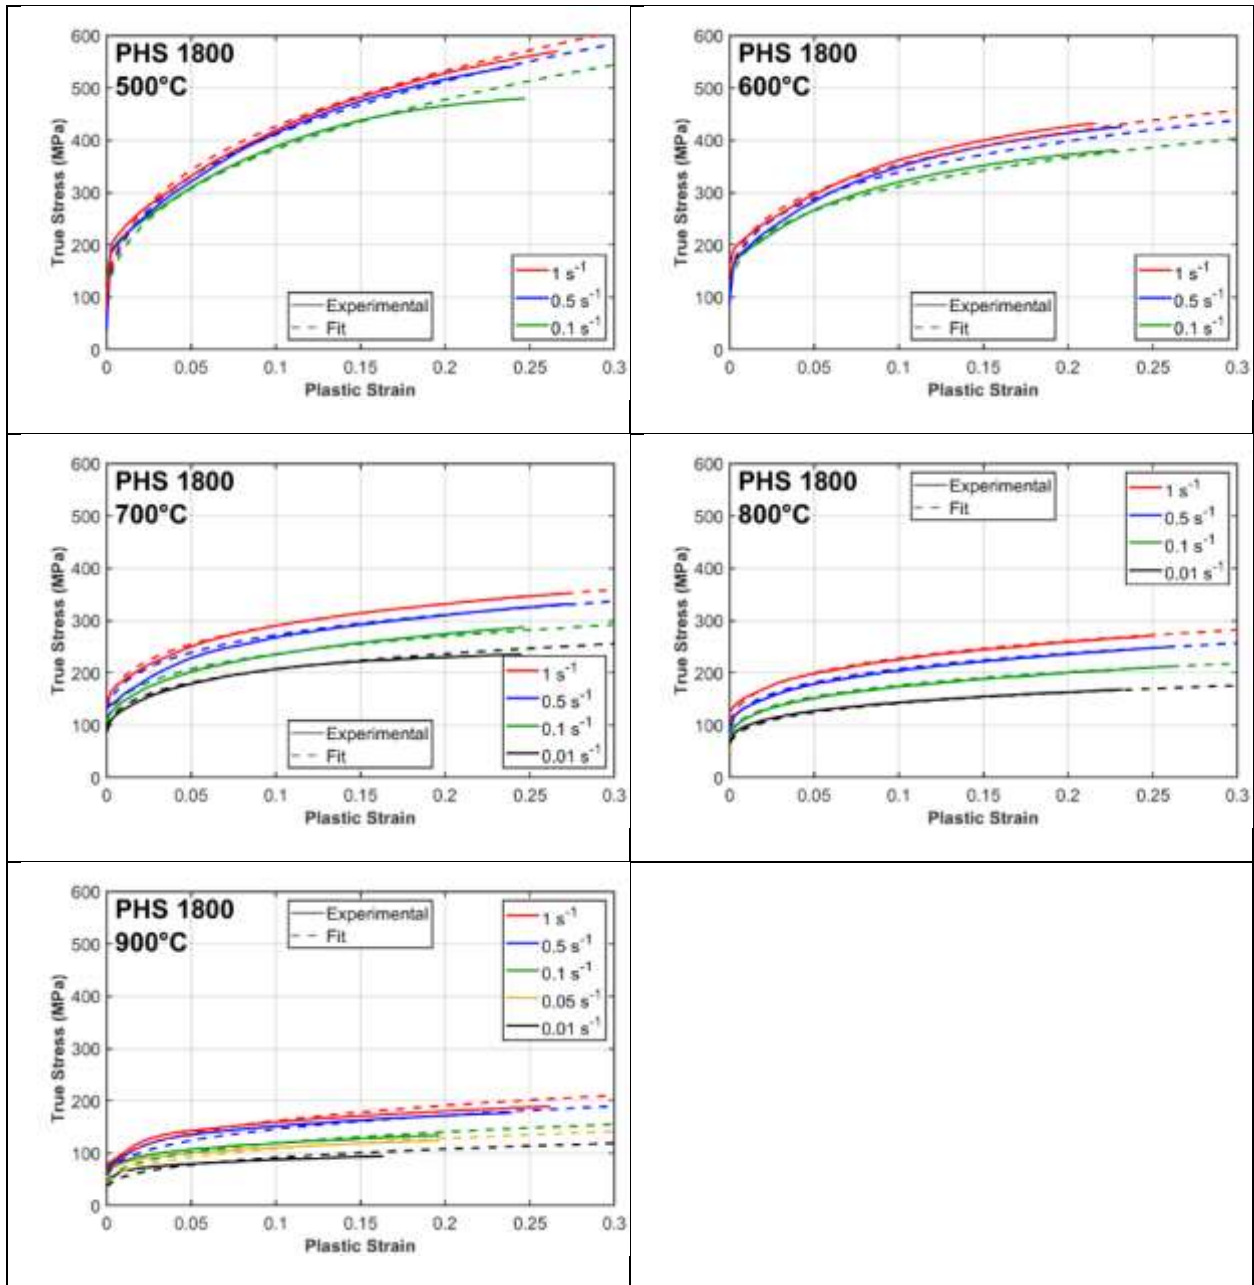 PHS 1800
500°C
600
500
400
300
200
100
0
True Stress (MPa)
0 0.05 0.1 0.15 0.2 0.25 0.3
Plastic Strain
Experimental
Fit
1 s⁻¹
0.5 s⁻¹
0.1 s⁻¹
PHS 1800
600°C
600
500
400
300
200
100
0
True Stress (MPa)
0 0.05 0.1 0.15 0.2 0.25 0.3
Plastic Strain
Experimental
Fit
1 s⁻¹
0.5 s⁻¹
0.1 s⁻¹
PHS 1800
700°C
600
500
400
300
200
100
0
True Stress (MPa)
0 0.05 0.1 0.15 0.2 0.25 0.3
Plastic Strain
Experimental
Fit
1 s⁻¹
0.5 s⁻¹
0.1 s⁻¹
0.01 s⁻¹
PHS 1800
800°C
600
500
400
300
200
100
0
True Stress (MPa)
0 0.05 0.1 0.15 0.2 0.25 0.3
Plastic Strain
Experimental
Fit
1 s⁻¹
0.5 s⁻¹
0.1 s⁻¹
0.01 s⁻¹
PHS 1800
900°C
600
500
400
300
200
100
0
True Stress (MPa)
0 0.05 0.1 0.15 0.2 0.25 0.3
Plastic Strain
Experimental
Fit
1 s⁻¹
0.5 s⁻¹
0.1 s⁻¹
0.05 s⁻¹
0.01 s⁻¹